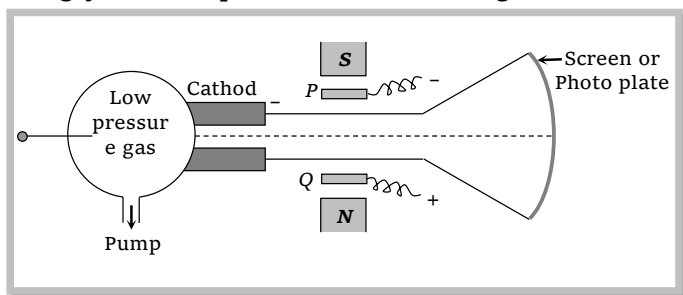 S
Screen or
Photo plate
Cathod
–
P
–
Low
pressur
e gas
Q
+
N
Pump